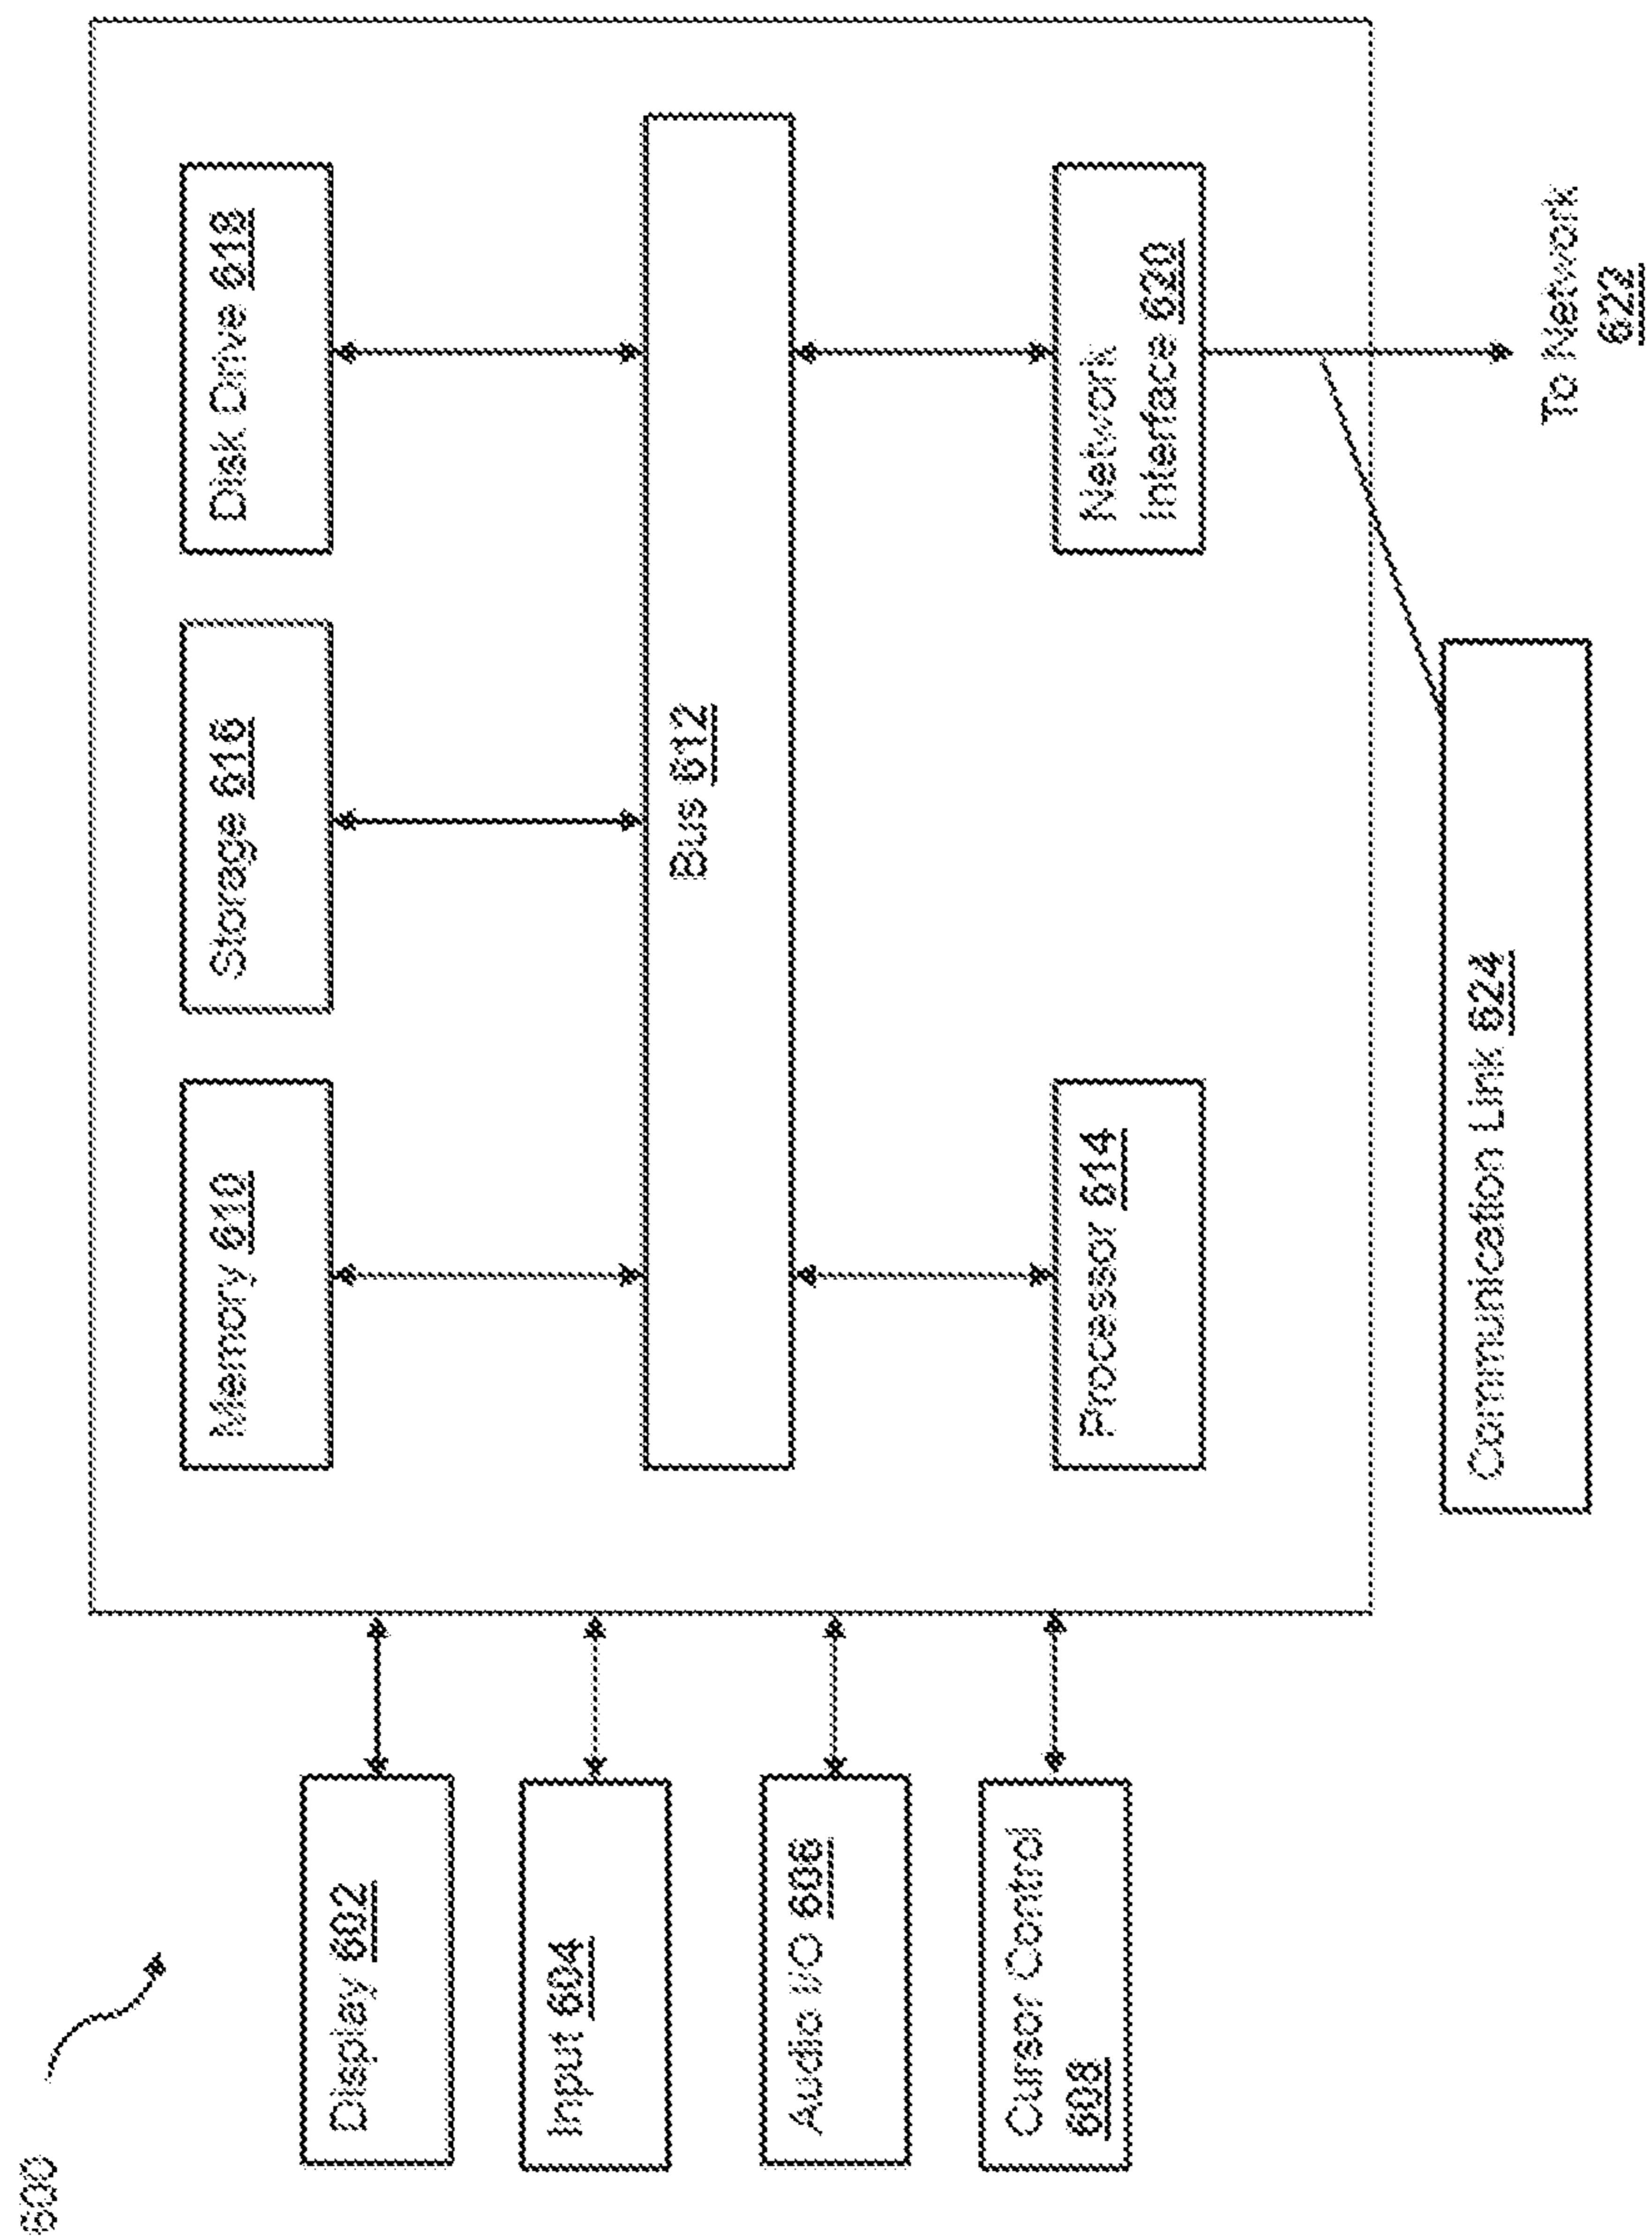 600
Display 602
Input 604
Audio I/O 606
Cursor Control
608
Memory 610
Storage 616
Disk Drive 618
Bus 612
Processor 614
Network
Interface 620
Communication Link 624
To Network
622